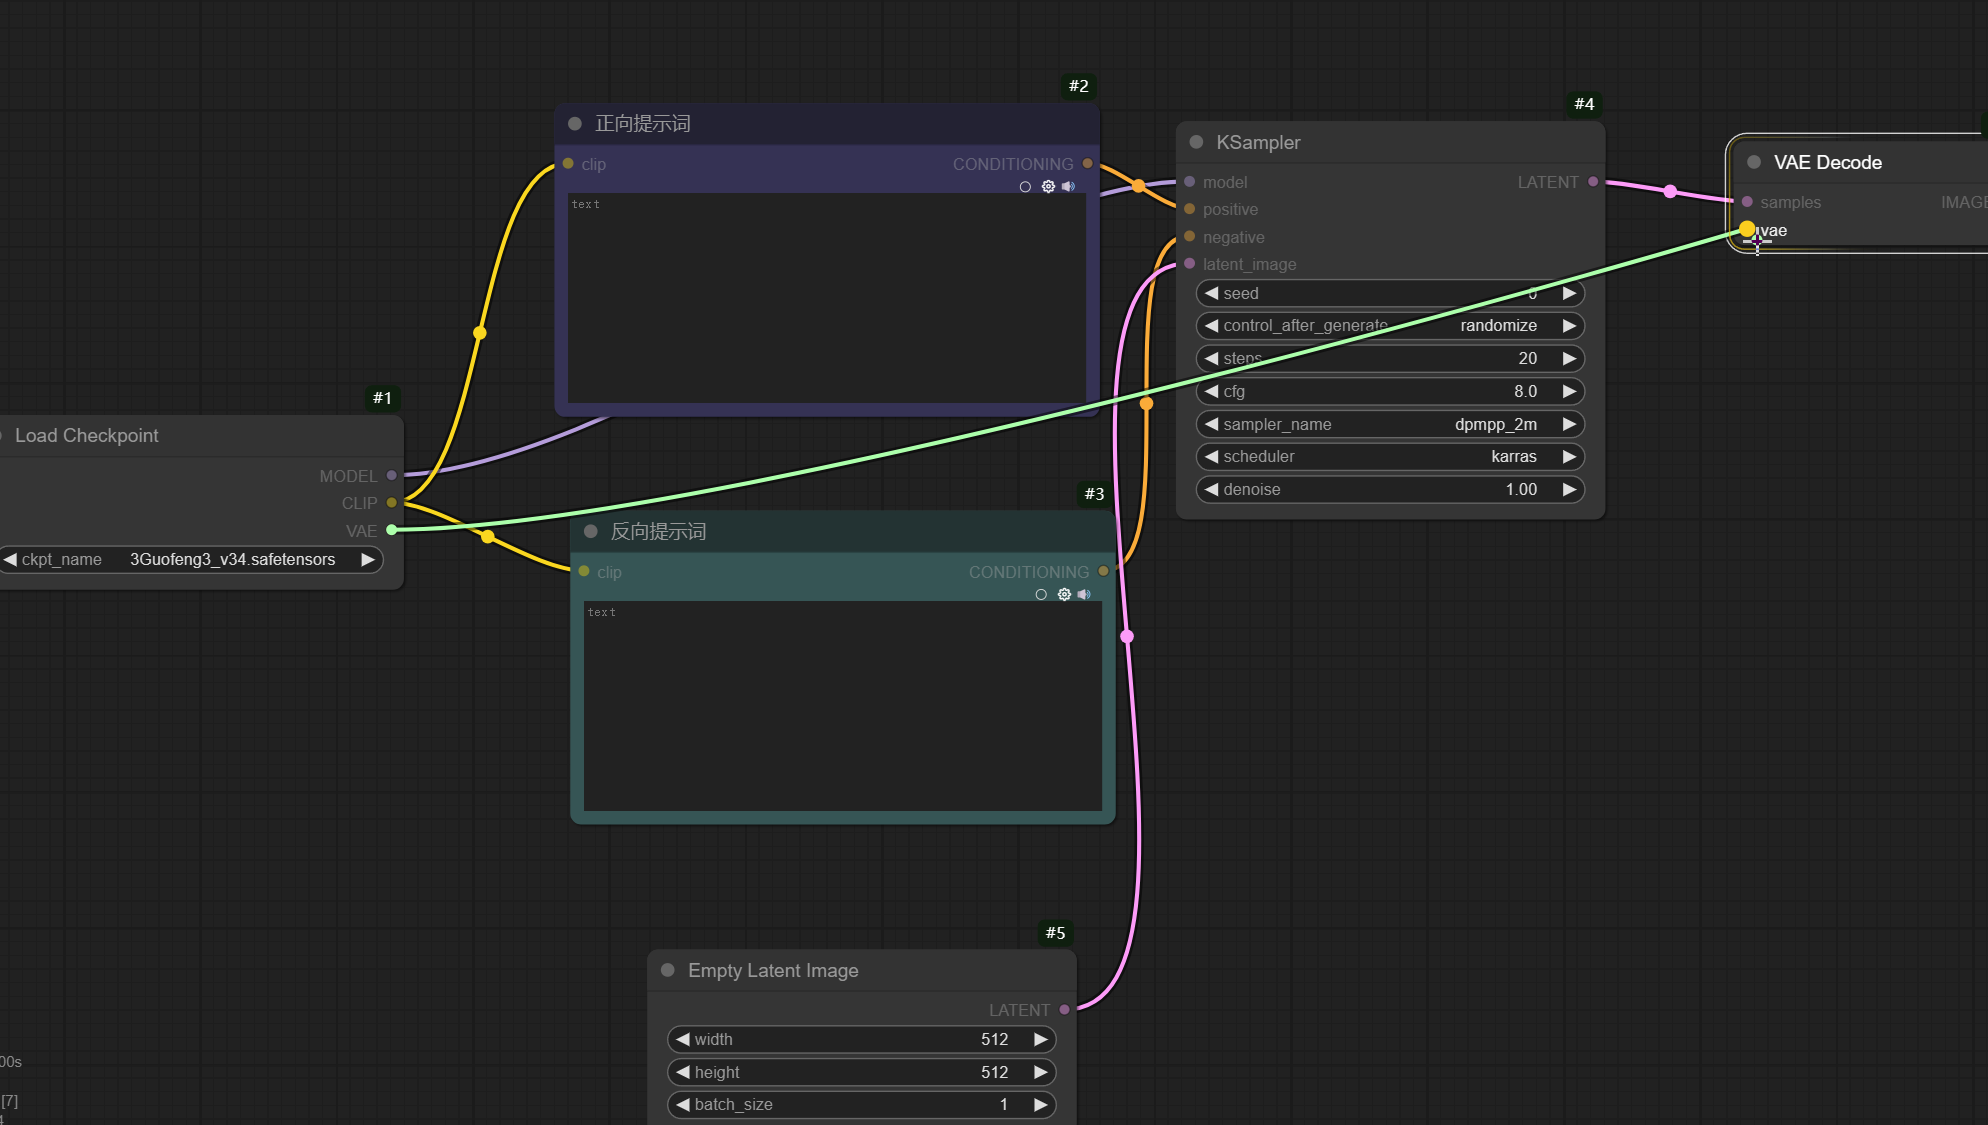 #1
Load Checkpoint
MODEL
CLIP
VAE
ckpt_name 3Guofeng3_v34.safetensors
#2
正向提示词
clip CONDITIONING
text
#3
反向提示词
clip CONDITIONING
text
#4
KSampler
model LATENT
positive
negative
latent_image
seed 0
control_after_generate randomize
steps 20
cfg 8.0
sampler_name dpmpp_2m
scheduler karras
denoise 1.00
VAE Decode
samples IMAGE
vae
#5
Empty Latent Image
LATENT
width 512
height 512
batch_size 1
00s
[7]